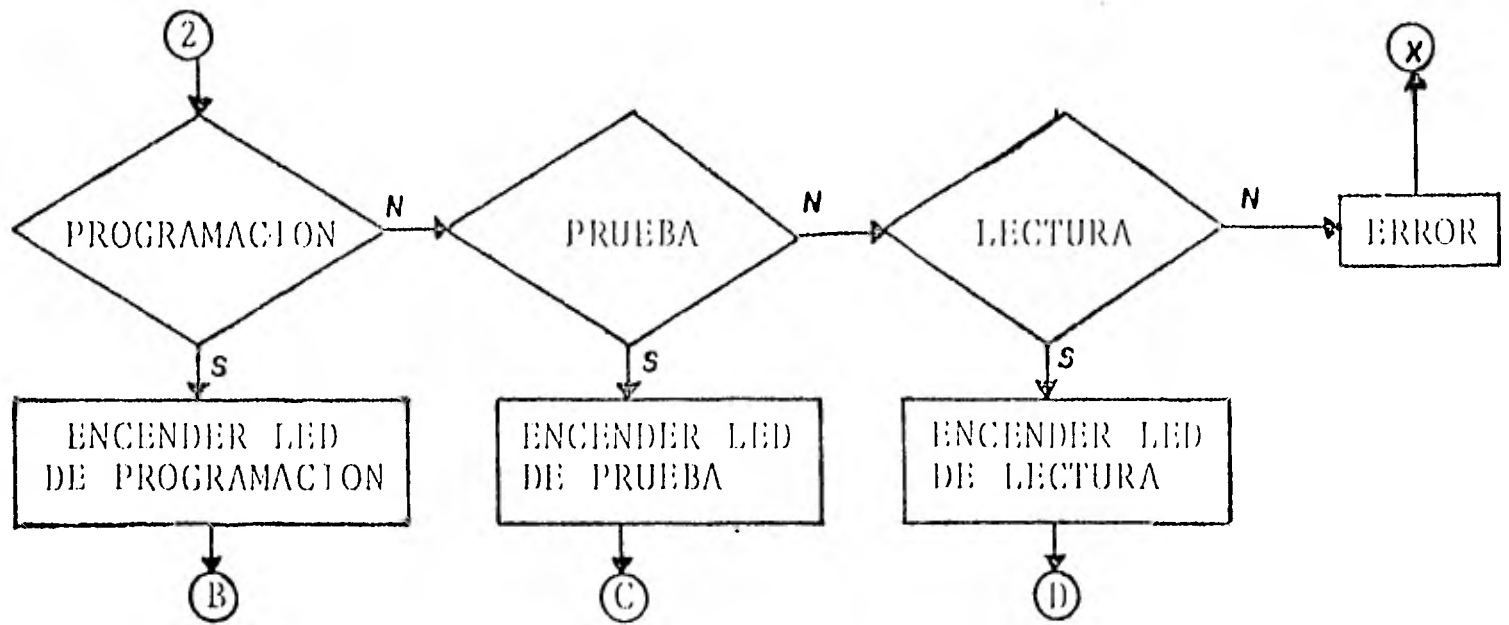 2
X
PROGRAMACION
N
PRUEBA
N
LECTURA
N
ERROR
S
S
S
ENCENDER LED
DE PROGRAMACION
ENCENDER LED
DE PRUEBA
ENCENDER LED
DE LECTURA
B
C
D